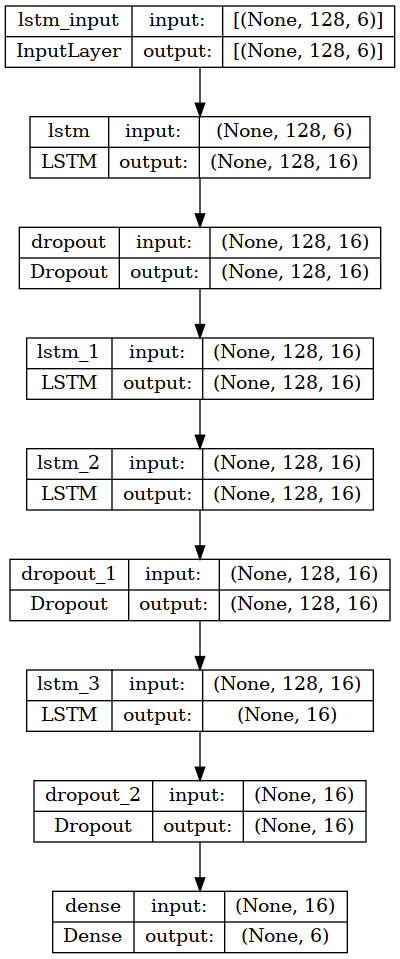 lstm_input input: [(None, 128, 6)]
InputLayer output: [(None, 128, 6)]
lstm input: (None, 128, 6)
LSTM output: (None, 128, 16)
dropout input: (None, 128, 16)
Dropout output: (None, 128, 16)
lstm_1 input: (None, 128, 16)
LSTM output: (None, 128, 16)
lstm_2 input: (None, 128, 16)
LSTM output: (None, 128, 16)
dropout_1 input: (None, 128, 16)
Dropout output: (None, 128, 16)
lstm_3 input: (None, 128, 16)
LSTM output: (None, 16)
dropout_2 input: (None, 16)
Dropout output: (None, 16)
dense input: (None, 16)
Dense output: (None, 6)